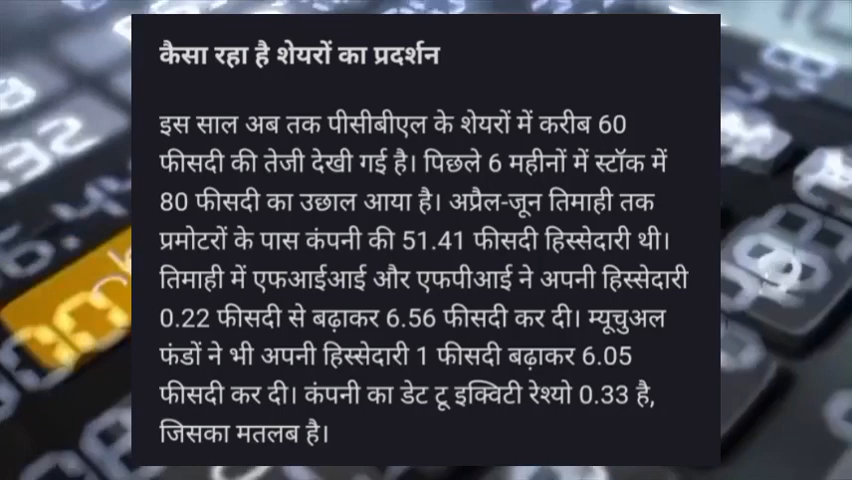 कैसा रहा है शेयरों का प्रदर्शन
इस साल अब तक पीसीबीएल के शेयरों में करीब 60
फीसदी की तेजी देखी गई है। पिछले 6 महीनों में स्टॉक में
80 फीसदी का उछाल आया है। अप्रैल-जून तिमाही तक
प्रमोटरों के पास कंपनी की 51.41 फीसदी हिस्सेदारी थी।
तिमाही में एफआईआई और एफपीआई ने अपनी हिस्सेदारी
0.22 फीसदी से बढ़ाकर 6.56 फीसदी कर दी। म्यूचुअल
फंडों ने भी अपनी हिस्सेदारी 1 फीसदी बढ़ाकर 6.05
फीसदी कर दी। कंपनी का डेट टू इक्विटी रेश्यो 0.33 है,
जिसका मतलब है।